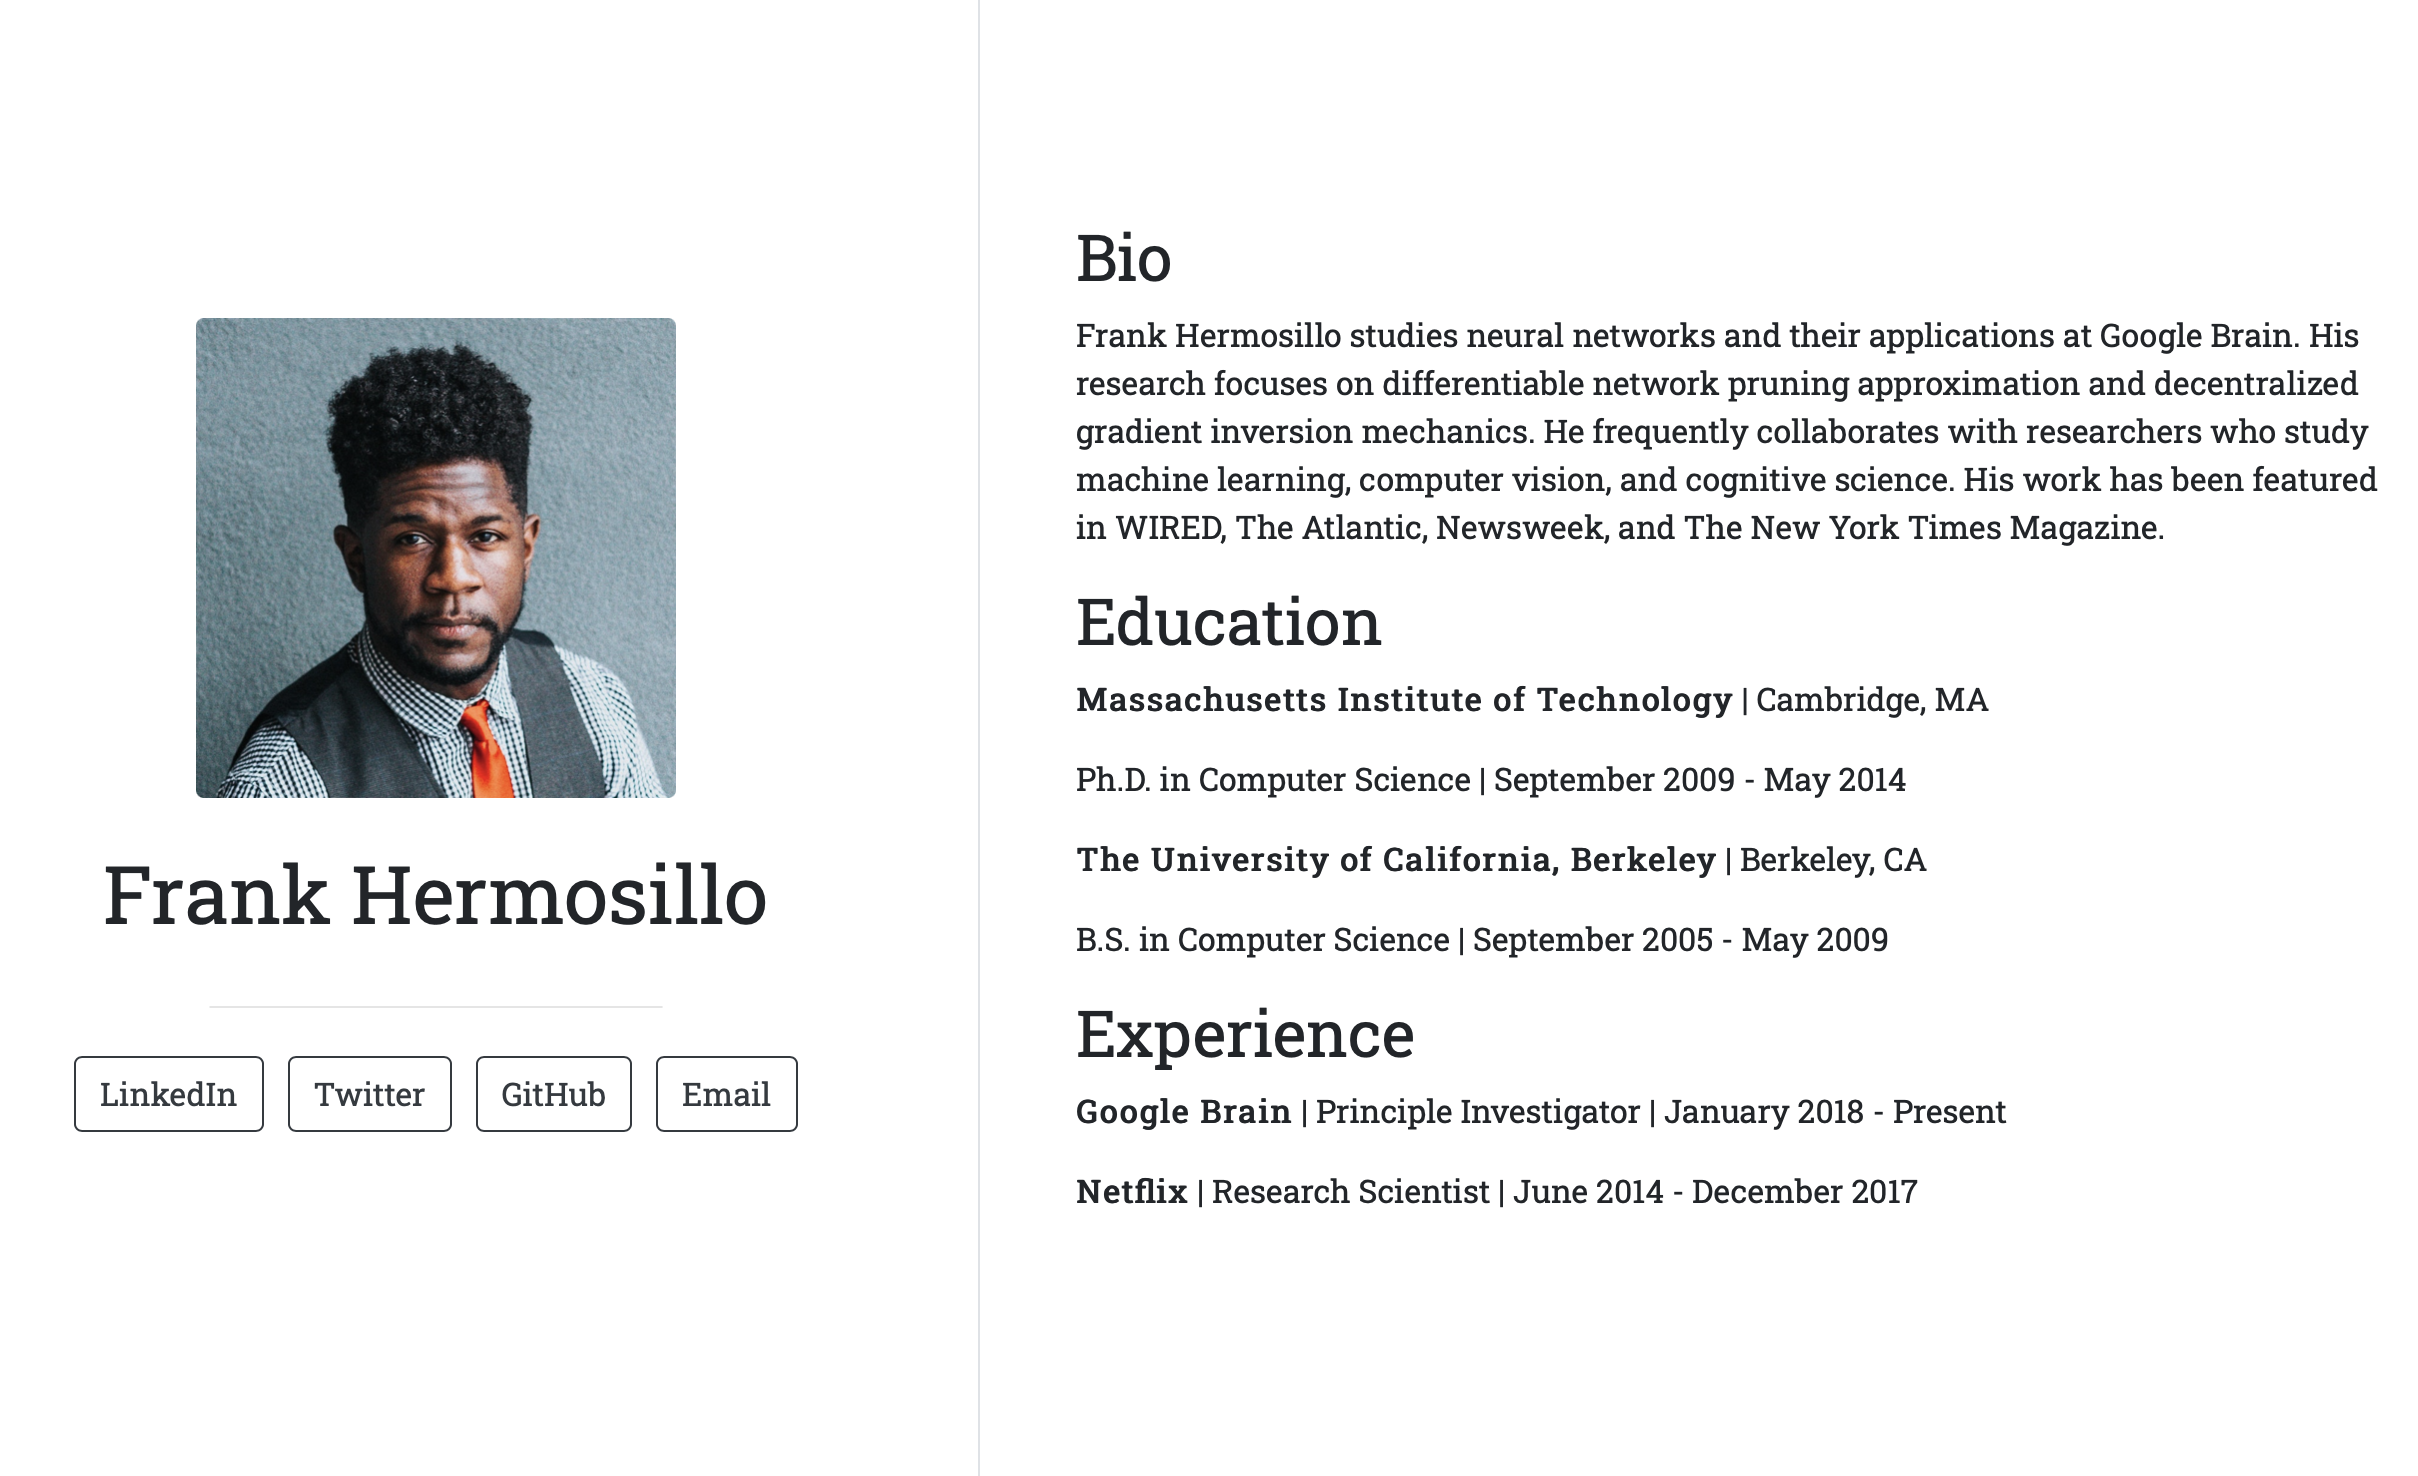 Frank Hermosillo
LinkedIn
Twitter
GitHub
Email
Bio
Frank Hermosillo studies neural networks and their applications at Google Brain. His
research focuses on differentiable network pruning approximation and decentralized
gradient inversion mechanics. He frequently collaborates with researchers who study
machine learning, computer vision, and cognitive science. His work has been featured
in WIRED, The Atlantic, Newsweek, and The New York Times Magazine.
Education
Massachusetts Institute of Technology | Cambridge, MA
Ph.D. in Computer Science | September 2009 - May 2014
The University of California, Berkeley | Berkeley, CA
B.S. in Computer Science | September 2005 - May 2009
Experience
Google Brain | Principle Investigator | January 2018 - Present
Netflix | Research Scientist | June 2014 - December 2017